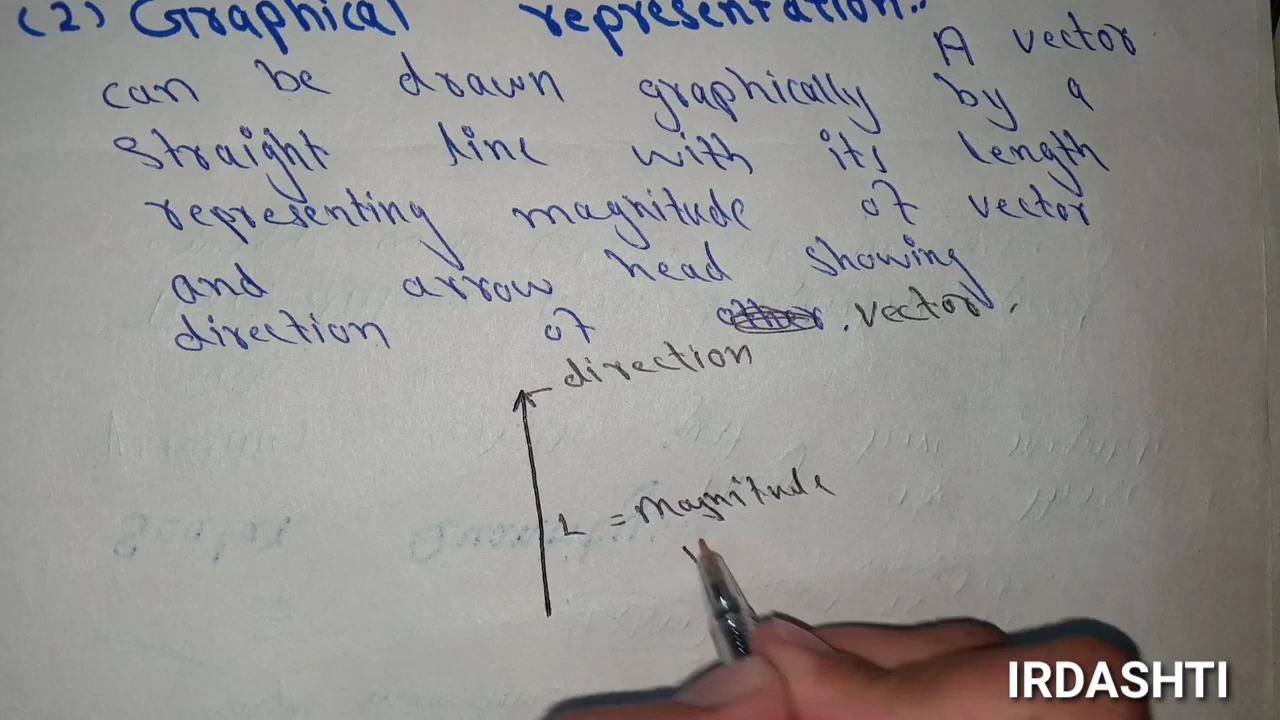 (2) Graphical representation:
A vector
can be drawn graphically by a
straight line with its length
representing magnitude of vector
and arrow head showing
direction of vector.
direction
L = Magnitude
IRDASHTI